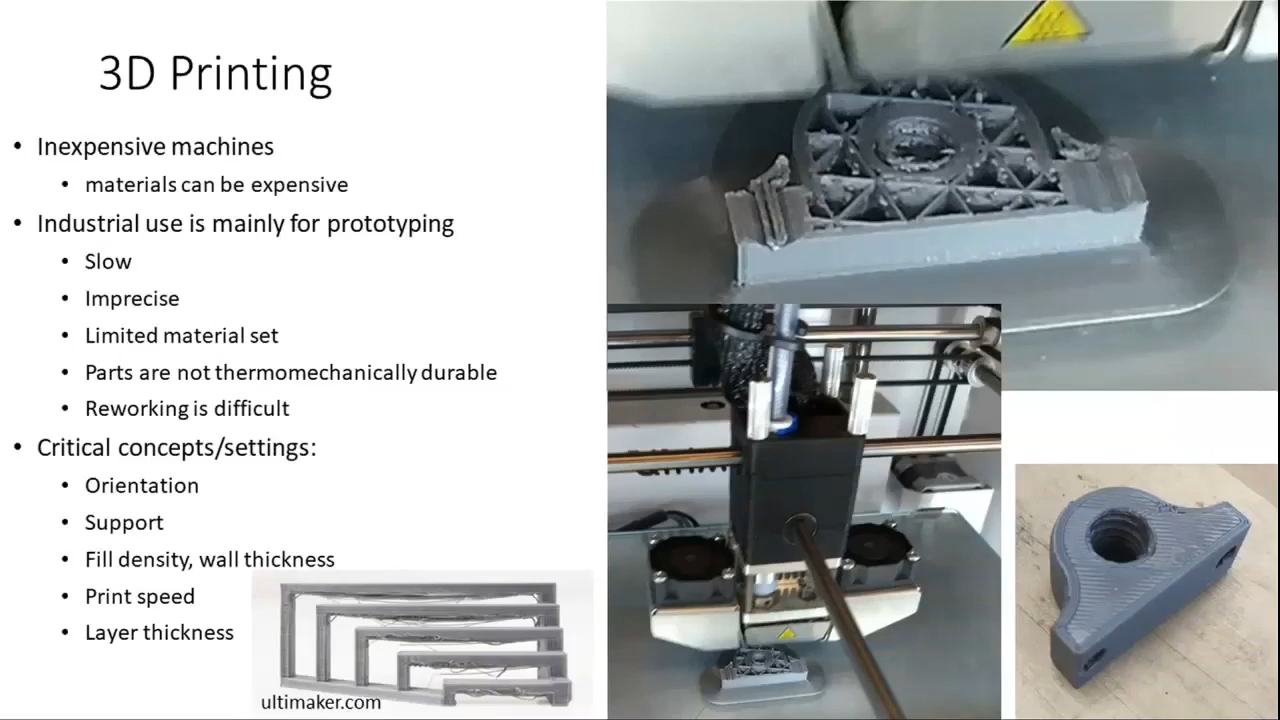 3D Printing
• Inexpensive machines
• materials can be expensive
• Industrial use is mainly for prototyping
• Slow
• Imprecise
• Limited material set
• Parts are not thermomechanically durable
• Reworking is difficult
• Critical concepts/settings:
• Orientation
• Support
• Fill density, wall thickness
• Print speed
• Layer thickness
ultimaker.com